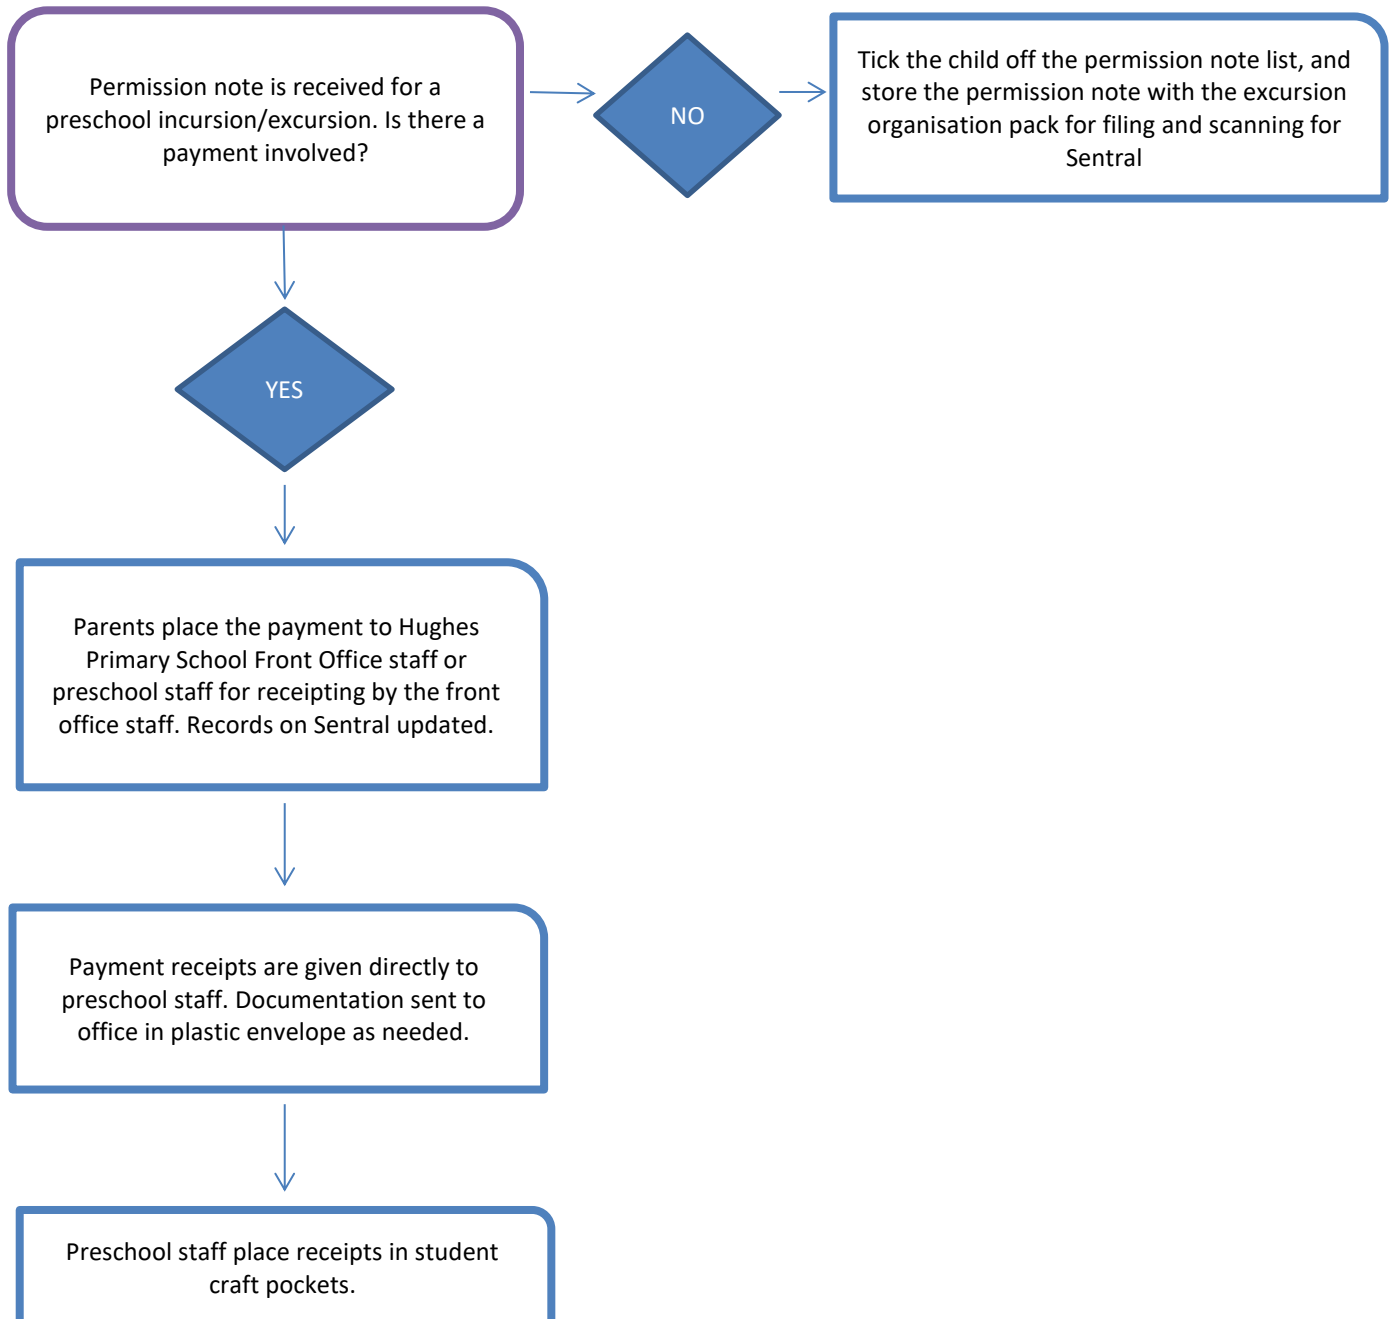 Permission note is received for a
preschool incursion/excursion. Is there a
payment involved?
NO
Tick the child off the permission note list, and
store the permission note with the excursion
organisation pack for filing and scanning for
Sentral
YES
Parents place the payment to Hughes
Primary School Front Office staff or
preschool staff for receipting by the front
office staff. Records on Sentral updated.
Payment receipts are given directly to
preschool staff. Documentation sent to
office in plastic envelope as needed.
Preschool staff place receipts in student
craft pockets.